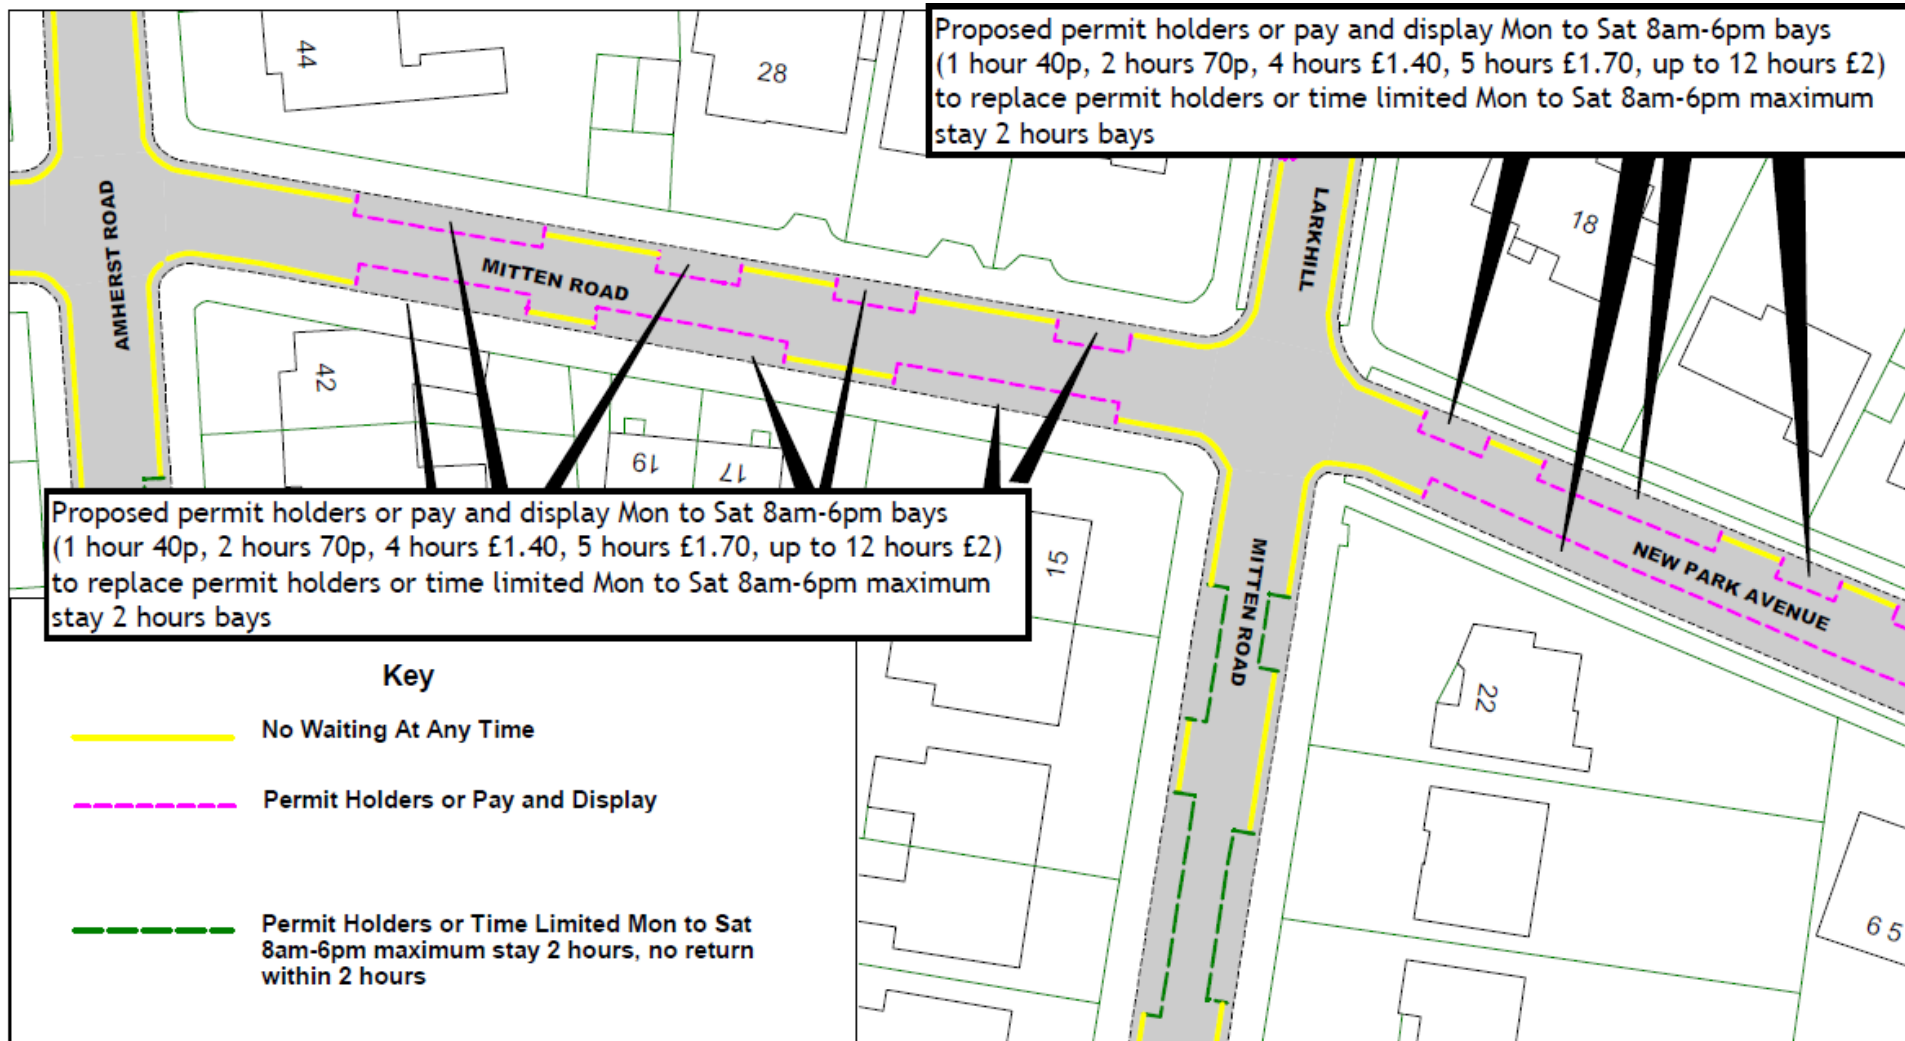 Proposed permit holders or pay and display Mon to Sat 8am-6pm bays
(1 hour 40p, 2 hours 70p, 4 hours £1.40, 5 hours £1.70, up to 12 hours £2)
to replace permit holders or time limited Mon to Sat 8am-6pm maximum
stay 2 hours bays
44
28
18
AMHERST ROAD
MITTEN ROAD
LARKHILL
42
19
17
15
MITTEN ROAD
NEW PARK AVENUE
22
6 5
Proposed permit holders or pay and display Mon to Sat 8am-6pm bays
(1 hour 40p, 2 hours 70p, 4 hours £1.40, 5 hours £1.70, up to 12 hours £2)
to replace permit holders or time limited Mon to Sat 8am-6pm maximum
stay 2 hours bays
Key
No Waiting At Any Time
Permit Holders or Pay and Display
Permit Holders or Time Limited Mon to Sat
8am-6pm maximum stay 2 hours, no return
within 2 hours